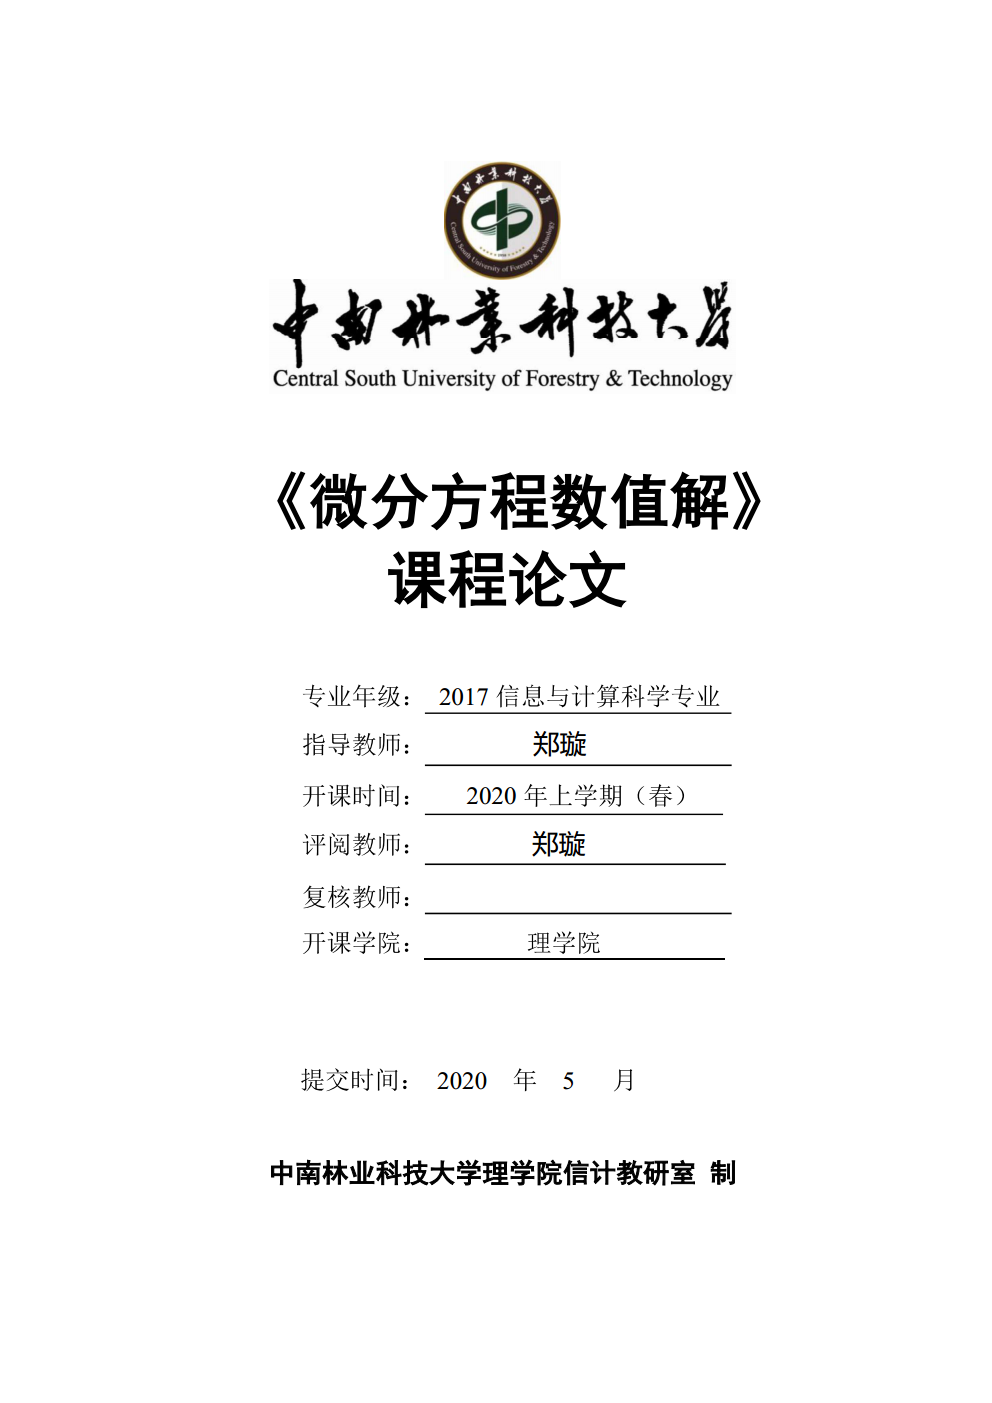 中南林业科技大学
Central South University of Forestry & Technology
中南林業科技大學
Central South University of Forestry & Technology
《微分方程数值解》
课程论文
专业年级： 2017 信息与计算科学专业
指导教师： 郑璇
开课时间： 2020 年上学期（春）
评阅教师： 郑璇
复核教师：
开课学院： 理学院
提交时间： 2020 年 5 月
中南林业科技大学理学院信计教研室 制